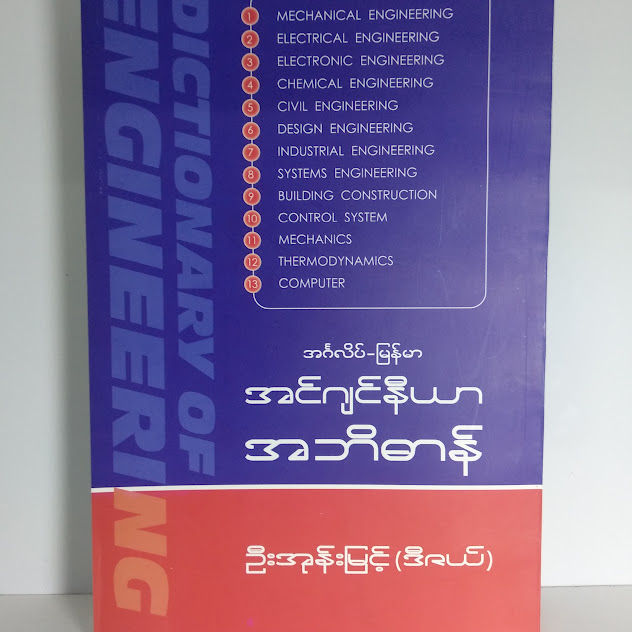 DICTIONARY OF
ENGINEERING
1 MECHANICAL ENGINEERING
2 ELECTRICAL ENGINEERING
3 ELECTRONIC ENGINEERING
4 CHEMICAL ENGINEERING
5 CIVIL ENGINEERING
6 DESIGN ENGINEERING
7 INDUSTRIAL ENGINEERING
8 SYSTEMS ENGINEERING
9 BUILDING CONSTRUCTION
10 CONTROL SYSTEM
11 MECHANICS
12 THERMODYNAMICS
13 COMPUTER
အင်္ဂလိပ်-မြန်မာ
အင်ဂျင်နီယာ
အဘိဓာန်
ဦးအုန်းမြင့် (ဒီဇယ်)